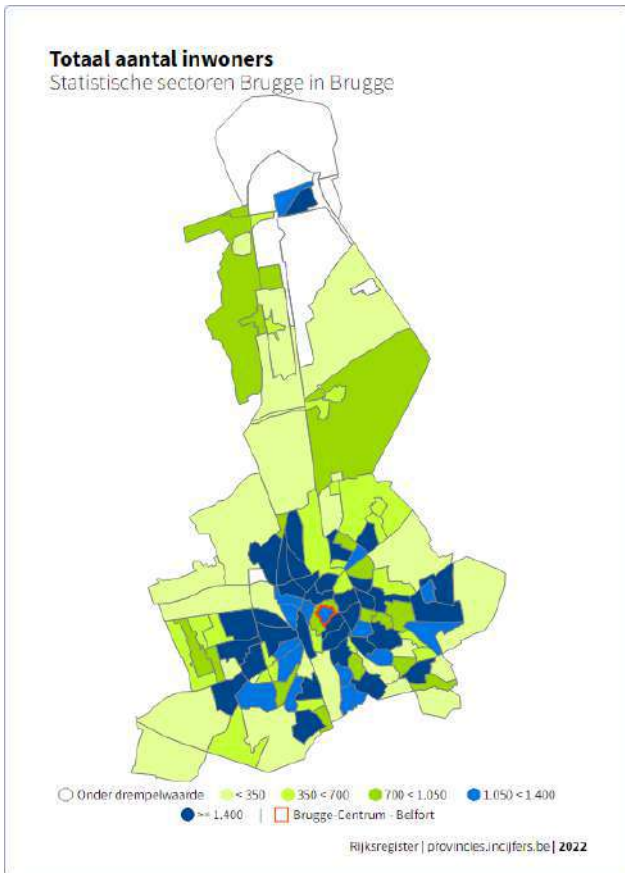 Totaal aantal inwoners
Statistische sectoren Brugge in Brugge
Onder drempelwaarde < 350 350 < 700 700 < 1.050 1.050 < 1.400
>= 1.400 | Brugge-Centrum - Belfort
Rijksregister | provincies.incijfers.be | 2022